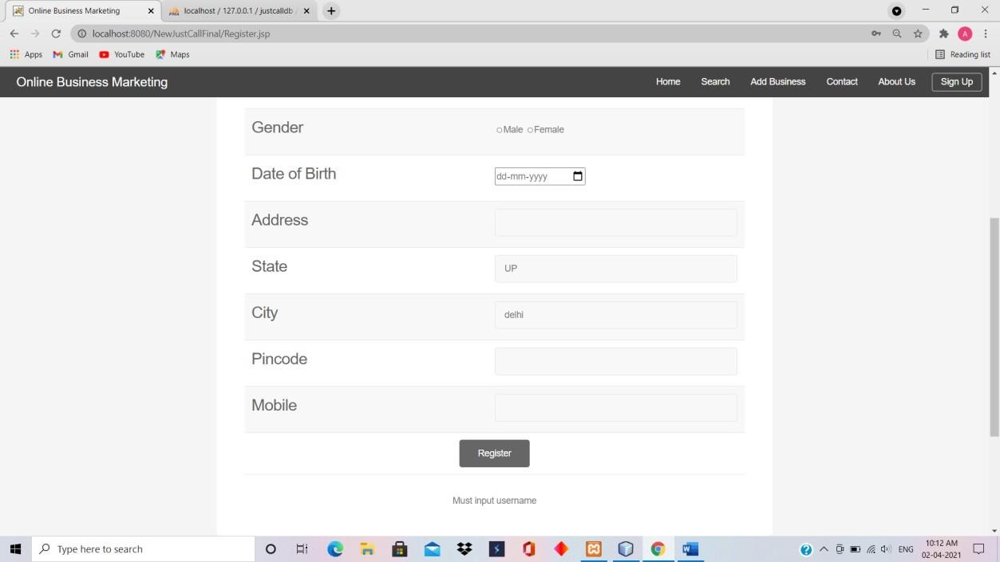 Online Business Marketing
localhost / 127.0.0.1 / justcalldb /
localhost:8080/NewJustCallFinal/Register.jsp
A
Apps Gmail YouTube Maps Reading list
Online Business Marketing Home Search Add Business Contact About Us Sign Up
Gender Male Female
Date of Birth dd-mm-yyyy
Address
State UP
City delhi
Pincode
Mobile
Register
Must input username
Type here to search
ENG 10:12 AM
02-04-2021